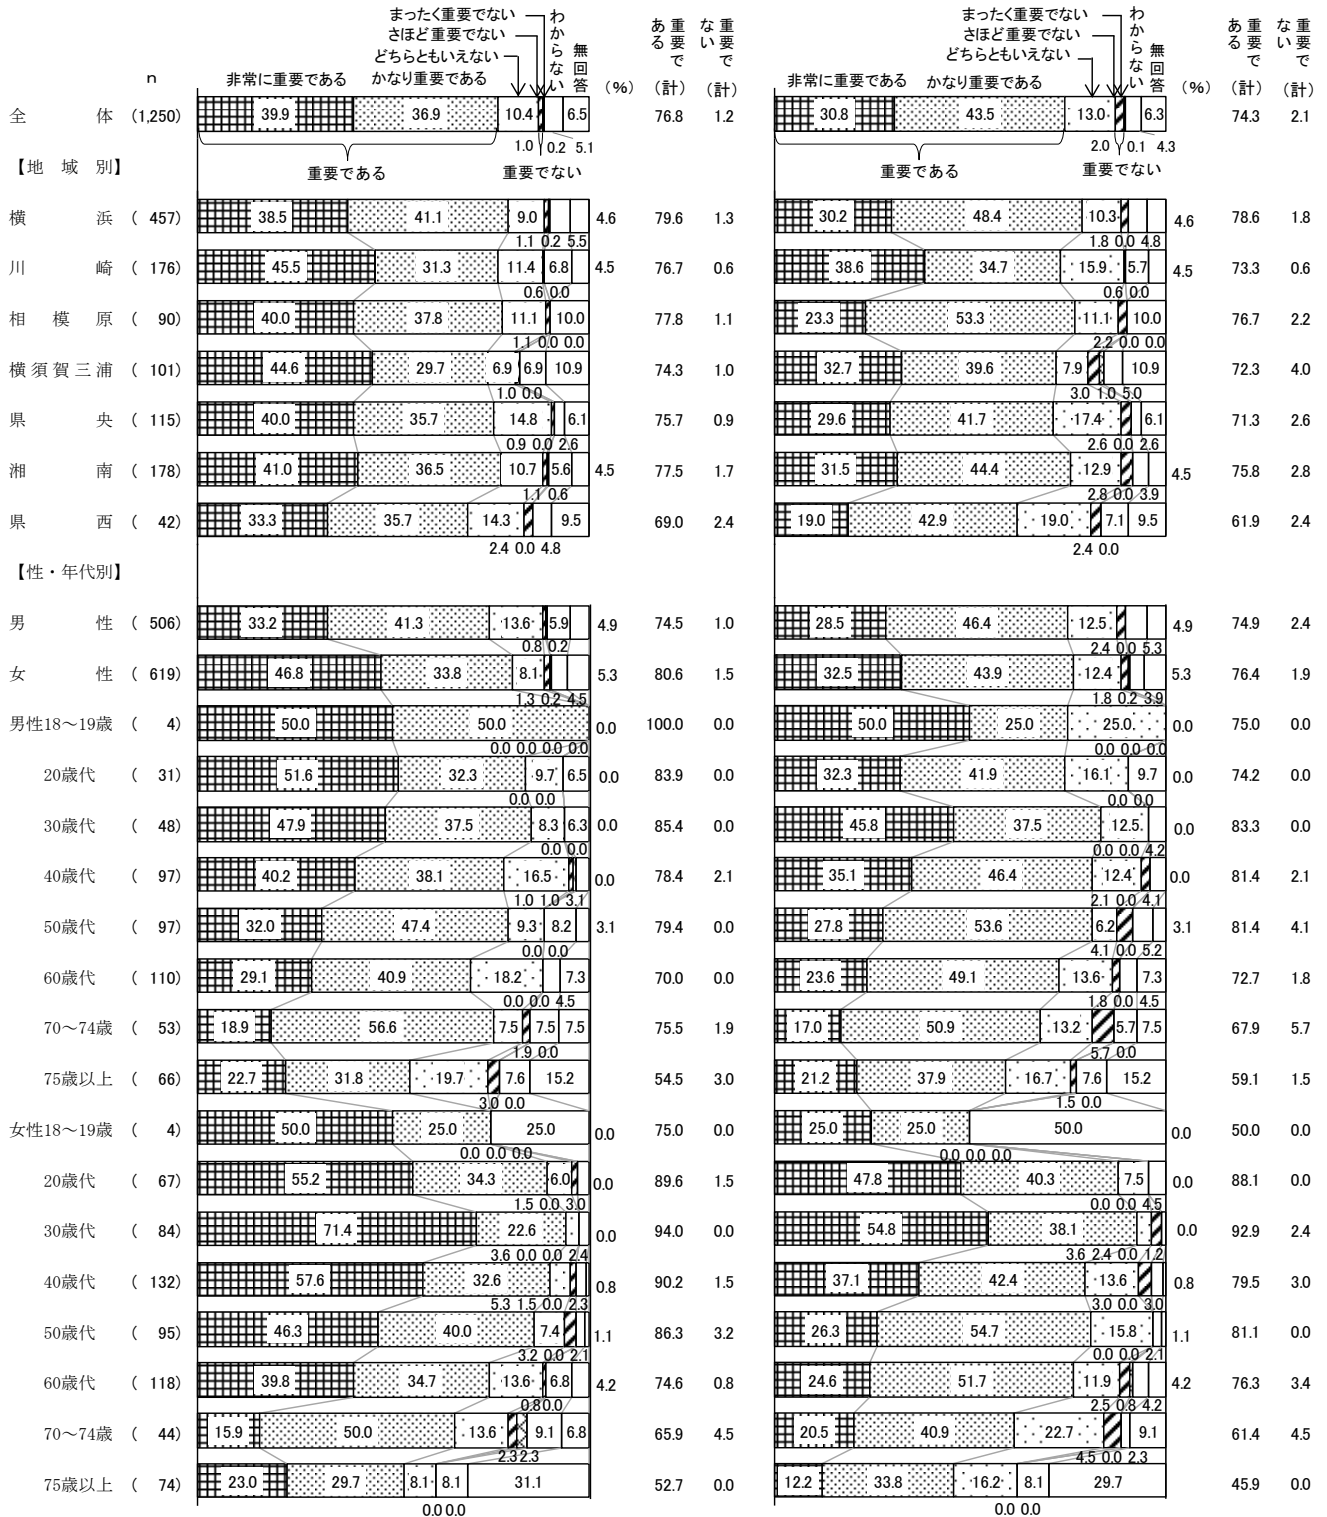 まったく重要でない わからない 重要である(計) 重要でない(計) まったく重要でない わからない 重要である(計) 重要でない(計)
さほど重要でない さほど重要でない
どちらともいえない 無回答 どちらともいえない 無回答
n 非常に重要である かなり重要である (%) 非常に重要である かなり重要である (%)
全体 (1,250) 39.9 36.9 10.4 6.5 76.8 1.2 30.8 43.5 13.0 6.3 74.3 2.1
1.0 0.2 5.1 2.0 0.1 4.3
【地域別】 重要である 重要でない 重要である 重要でない
横浜 ( 457) 38.5 41.1 9.0 4.6 79.6 1.3 30.2 48.4 10.3 4.6 78.6 1.8
1.1 0.2 5.5 1.8 0.0 4.8
川崎 ( 176) 45.5 31.3 11.4 6.8 4.5 76.7 0.6 38.6 34.7 15.9 5.7 4.5 73.3 0.6
0.6 0.0 0.6 0.0
相模原 ( 90) 40.0 37.8 11.1 10.0 77.8 1.1 23.3 53.3 11.1 10.0 76.7 2.2
1.1 0.0 0.0 2.2 0.0 0.0
横須賀三浦 ( 101) 44.6 29.7 6.9 6.9 10.9 74.3 1.0 32.7 39.6 7.9 10.9 72.3 4.0
1.0 0.0 3.0 1.0 5.0
県央 ( 115) 40.0 35.7 14.8 6.1 75.7 0.9 29.6 41.7 17.4 6.1 71.3 2.6
0.9 0.0 2.6 2.6 0.0 2.6
湘南 ( 178) 41.0 36.5 10.7 5.6 4.5 77.5 1.7 31.5 44.4 12.9 4.5 75.8 2.8
1.1 0.6 2.8 0.0 3.9
県西 ( 42) 33.3 35.7 14.3 9.5 69.0 2.4 19.0 42.9 19.0 7.1 9.5 61.9 2.4
2.4 0.0 4.8 2.4 0.0
【性・年代別】
男性 ( 506) 33.2 41.3 13.6 5.9 4.9 74.5 1.0 28.5 46.4 12.5 4.9 74.9 2.4
0.8 0.2 2.4 0.0 5.3
女性 ( 619) 46.8 33.8 8.1 5.3 80.6 1.5 32.5 43.9 12.4 5.3 76.4 1.9
1.3 0.2 4.5 1.8 0.2 3.9
男性18～19歳 ( 4) 50.0 50.0 0.0 100.0 0.0 50.0 25.0 25.0 0.0 75.0 0.0
0.0 0.0 0.0 0.0 0.0 0.0 0.0
20歳代 ( 31) 51.6 32.3 9.7 6.5 0.0 83.9 0.0 32.3 41.9 16.1 9.7 0.0 74.2 0.0
0.0 0.0 0.0 0.0
30歳代 ( 48) 47.9 37.5 8.3 6.3 0.0 85.4 0.0 45.8 37.5 12.5 0.0 83.3 0.0
0.0 0.0 0.0 0.0 4.2
40歳代 ( 97) 40.2 38.1 16.5 0.0 78.4 2.1 35.1 46.4 12.4 0.0 81.4 2.1
1.0 1.0 3.1 2.1 0.0 4.1
50歳代 ( 97) 32.0 47.4 9.3 8.2 3.1 79.4 0.0 27.8 53.6 6.2 3.1 81.4 4.1
0.0 0.0 4.1 0.0 5.2
60歳代 ( 110) 29.1 40.9 18.2 7.3 70.0 0.0 23.6 49.1 13.6 7.3 72.7 1.8
0.0 0.0 4.5 1.8 0.0 4.5
70～74歳 ( 53) 18.9 56.6 7.5 7.5 7.5 75.5 1.9 17.0 50.9 13.2 5.7 7.5 67.9 5.7
1.9 0.0 5.7 0.0
75歳以上 ( 66) 22.7 31.8 19.7 7.6 15.2 54.5 3.0 21.2 37.9 16.7 7.6 15.2 59.1 1.5
3.0 0.0 1.5 0.0
女性18～19歳 ( 4) 50.0 25.0 25.0 0.0 75.0 0.0 25.0 25.0 50.0 0.0 50.0 0.0
0.0 0.0 0.0 0.0 0.0 0.0
20歳代 ( 67) 55.2 34.3 6.0 0.0 89.6 1.5 47.8 40.3 7.5 0.0 88.1 0.0
1.5 0.0 3.0 0.0 0.0 4.5
30歳代 ( 84) 71.4 22.6 0.0 94.0 0.0 54.8 38.1 0.0 92.9 2.4
3.6 0.0 0.0 2.4 3.6 2.4 0.0 1.2
40歳代 ( 132) 57.6 32.6 0.8 90.2 1.5 37.1 42.4 13.6 0.8 79.5 3.0
5.3 1.5 0.0 2.3 3.0 0.0 3.0
50歳代 ( 95) 46.3 40.0 7.4 1.1 86.3 3.2 26.3 54.7 15.8 1.1 81.1 0.0
3.2 0.0 2.1 0.0 0.0 2.1
60歳代 ( 118) 39.8 34.7 13.6 6.8 4.2 74.6 0.8 24.6 51.7 11.9 4.2 76.3 3.4
0.8 0.0 2.5 0.8 4.2
70～74歳 ( 44) 15.9 50.0 13.6 9.1 6.8 65.9 4.5 20.5 40.9 22.7 9.1 61.4 4.5
2.3 2.3 4.5 0.0 2.3
75歳以上 ( 74) 23.0 29.7 8.1 8.1 31.1 52.7 0.0 12.2 33.8 16.2 8.1 29.7 45.9 0.0
0.0 0.0 0.0 0.0